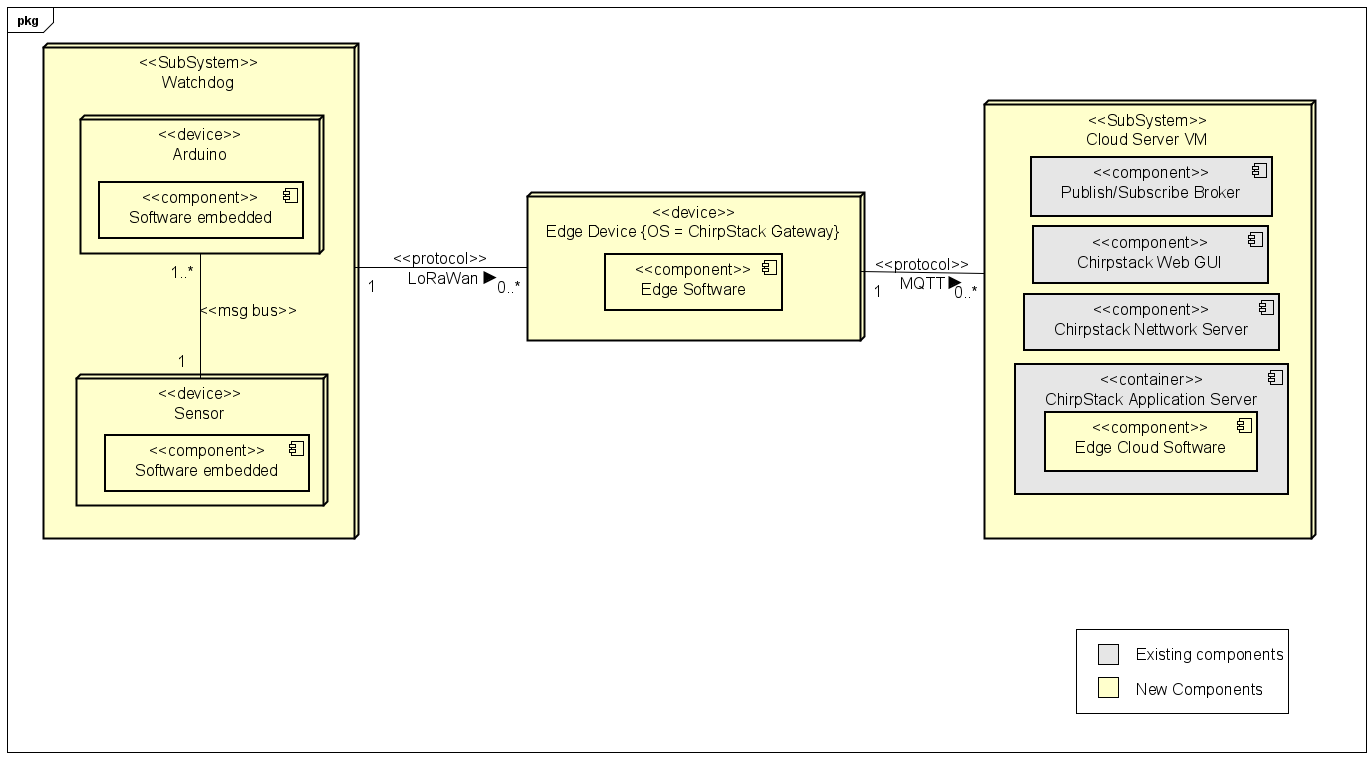 pkg
<<SubSystem>>
Watchdog
<<device>>
Arduino
<<component>>
Software embedded
1..*
<<msg bus>>
1
<<device>>
Sensor
<<component>>
Software embedded
<<protocol>>
LoRaWan
1
0..*
<<device>>
Edge Device {OS = ChirpStack Gateway}
<<component>>
Edge Software
<<protocol>>
MQTT
1
0..*
<<SubSystem>>
Cloud Server VM
<<component>>
Publish/Subscribe Broker
<<component>>
Chirpstack Web GUI
<<component>>
Chirpstack Nettwork Server
<<container>>
ChirpStack Application Server
<<component>>
Edge Cloud Software
Existing components
New Components